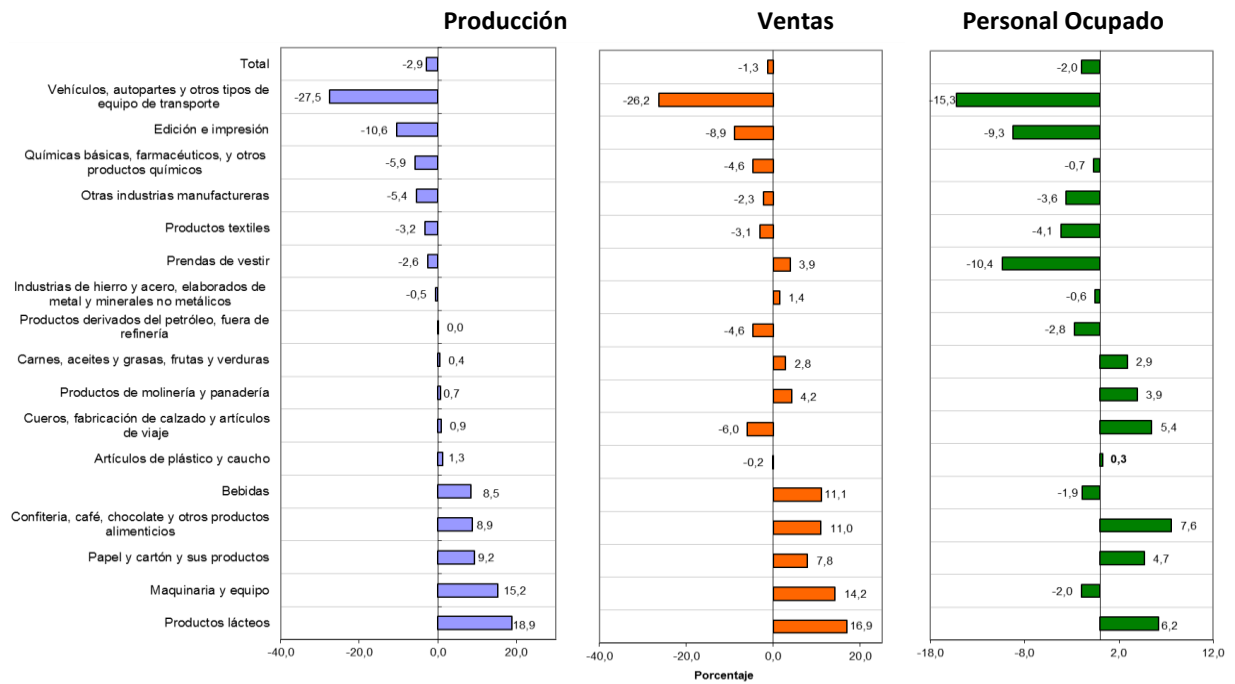 Producción Ventas Personal Ocupado
Total -2,9 -1,3 -2,0
Vehículos, autopartes y otros tipos de
equipo de transporte -27,5 -26,2 -15,3
Edición e impresión -10,6 -8,9 -9,3
Químicas básicas, farmacéuticos, y otros
productos químicos -5,9 -4,6 -0,7
Otras industrias manufactureras -5,4 -2,3 -3,6
Productos textiles -3,2 -3,1 -4,1
Prendas de vestir -2,6 3,9 -10,4
Industrias de hierro y acero, elaborados de
metal y minerales no metálicos -0,5 1,4 -0,6
Productos derivados del petróleo, fuera de
refinería 0,0 -4,6 -2,8
Carnes, aceites y grasas, frutas y verduras 0,4 2,8 2,9
Productos de molinería y panadería 0,7 4,2 3,9
Cueros, fabricación de calzado y artículos
de viaje 0,9 -6,0 5,4
Artículos de plástico y caucho 1,3 -0,2 0,3
Bebidas 8,5 11,1 -1,9
Confiteria, café, chocolate y otros productos
alimenticios 8,9 11,0 7,6
Papel y cartón y sus productos 9,2 7,8 4,7
Maquinaria y equipo 15,2 14,2 -2,0
Productos lácteos 18,9 16,9 6,2
-40,0 -20,0 0,0 20,0 -40,0 -20,0 0,0 20,0 -18,0 -8,0 2,0 12,0
Porcentaje